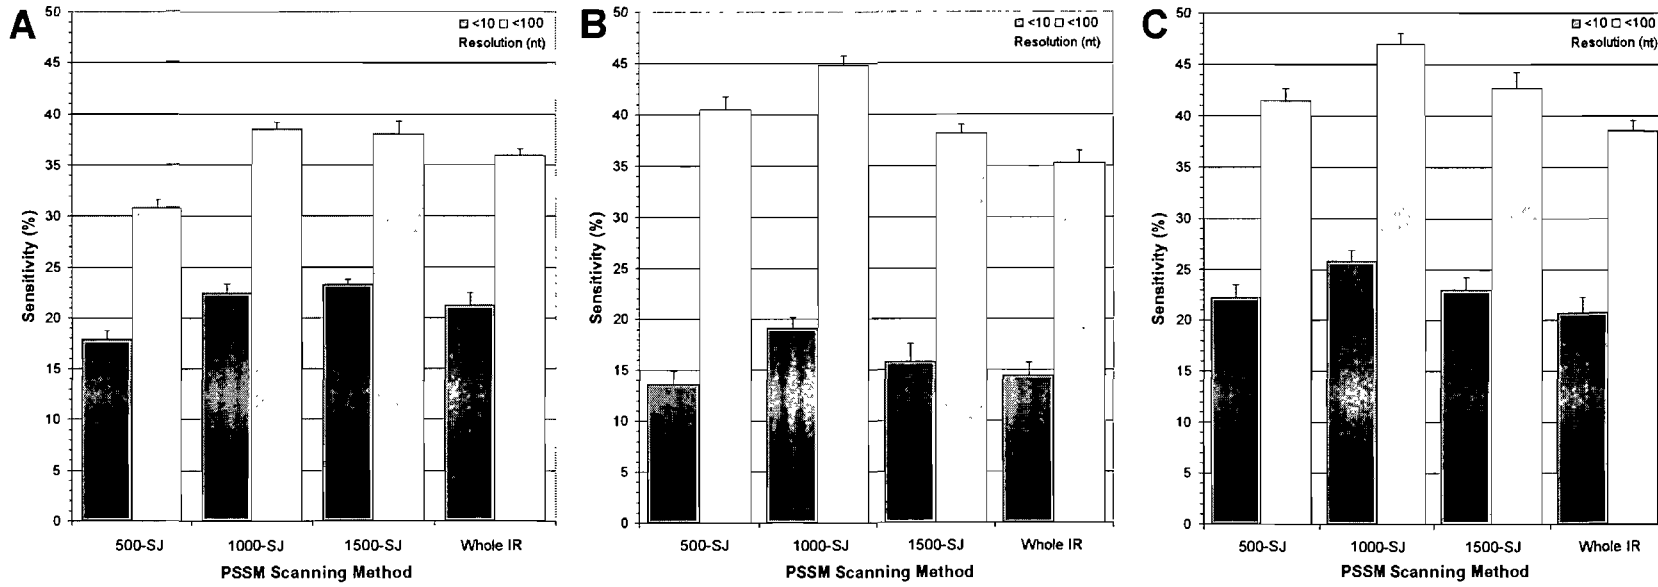 A
50
45
40
35
30
25
20
15
10
5
0
Sensitivity (%)
<10 <100
Resolution (nt)
500-SJ 1000-SJ 1500-SJ Whole IR
PSSM Scanning Method
B
50
45
40
35
30
25
20
15
10
5
0
Sensitivity (%)
<10 <100
Resolution (nt)
500-SJ 1000-SJ 1500-SJ Whole IR
PSSM Scanning Method
C
50
45
40
35
30
25
20
15
10
5
0
Sensitivity (%)
<10 <100
Resolution (nt)
500-SJ 1000-SJ 1500-SJ Whole IR
PSSM Scanning Method